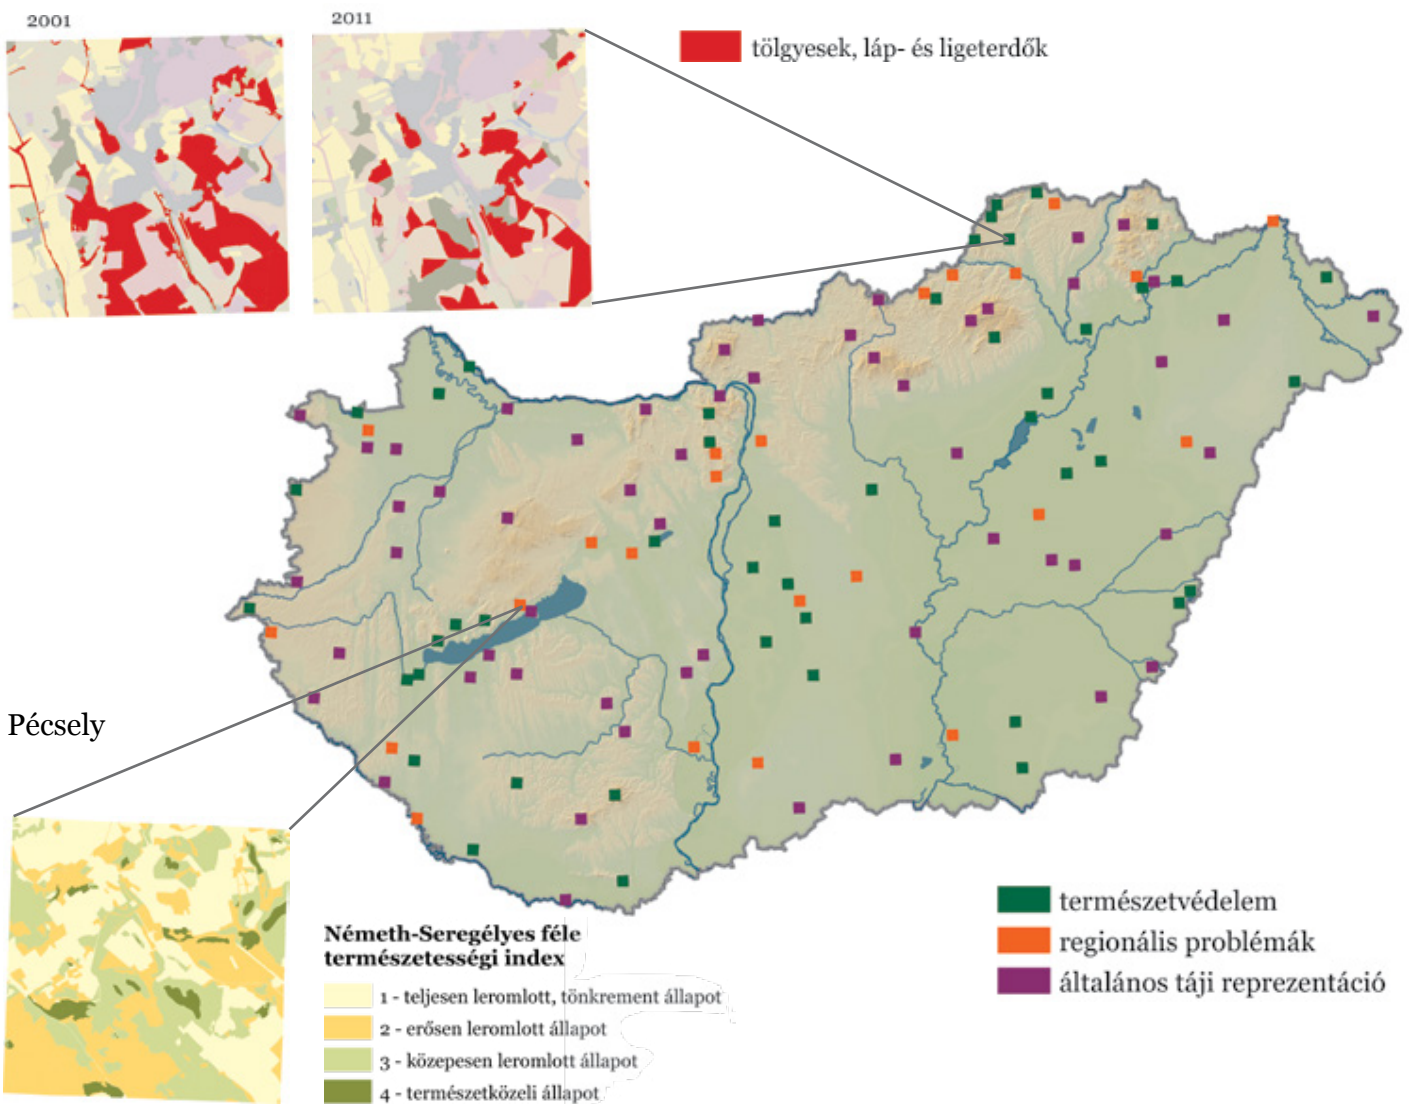 2001
2011
tölgyesek, láp- és ligeterdők
Pécsely
Németh-Seregélyes féle
természetességi index
1 - teljesen leromlott, tönkrement állapot
2 - erősen leromlott állapot
3 - közepesen leromlott állapot
4 - természetközeli állapot
természetvédelem
regionális problémák
általános táji reprezentáció